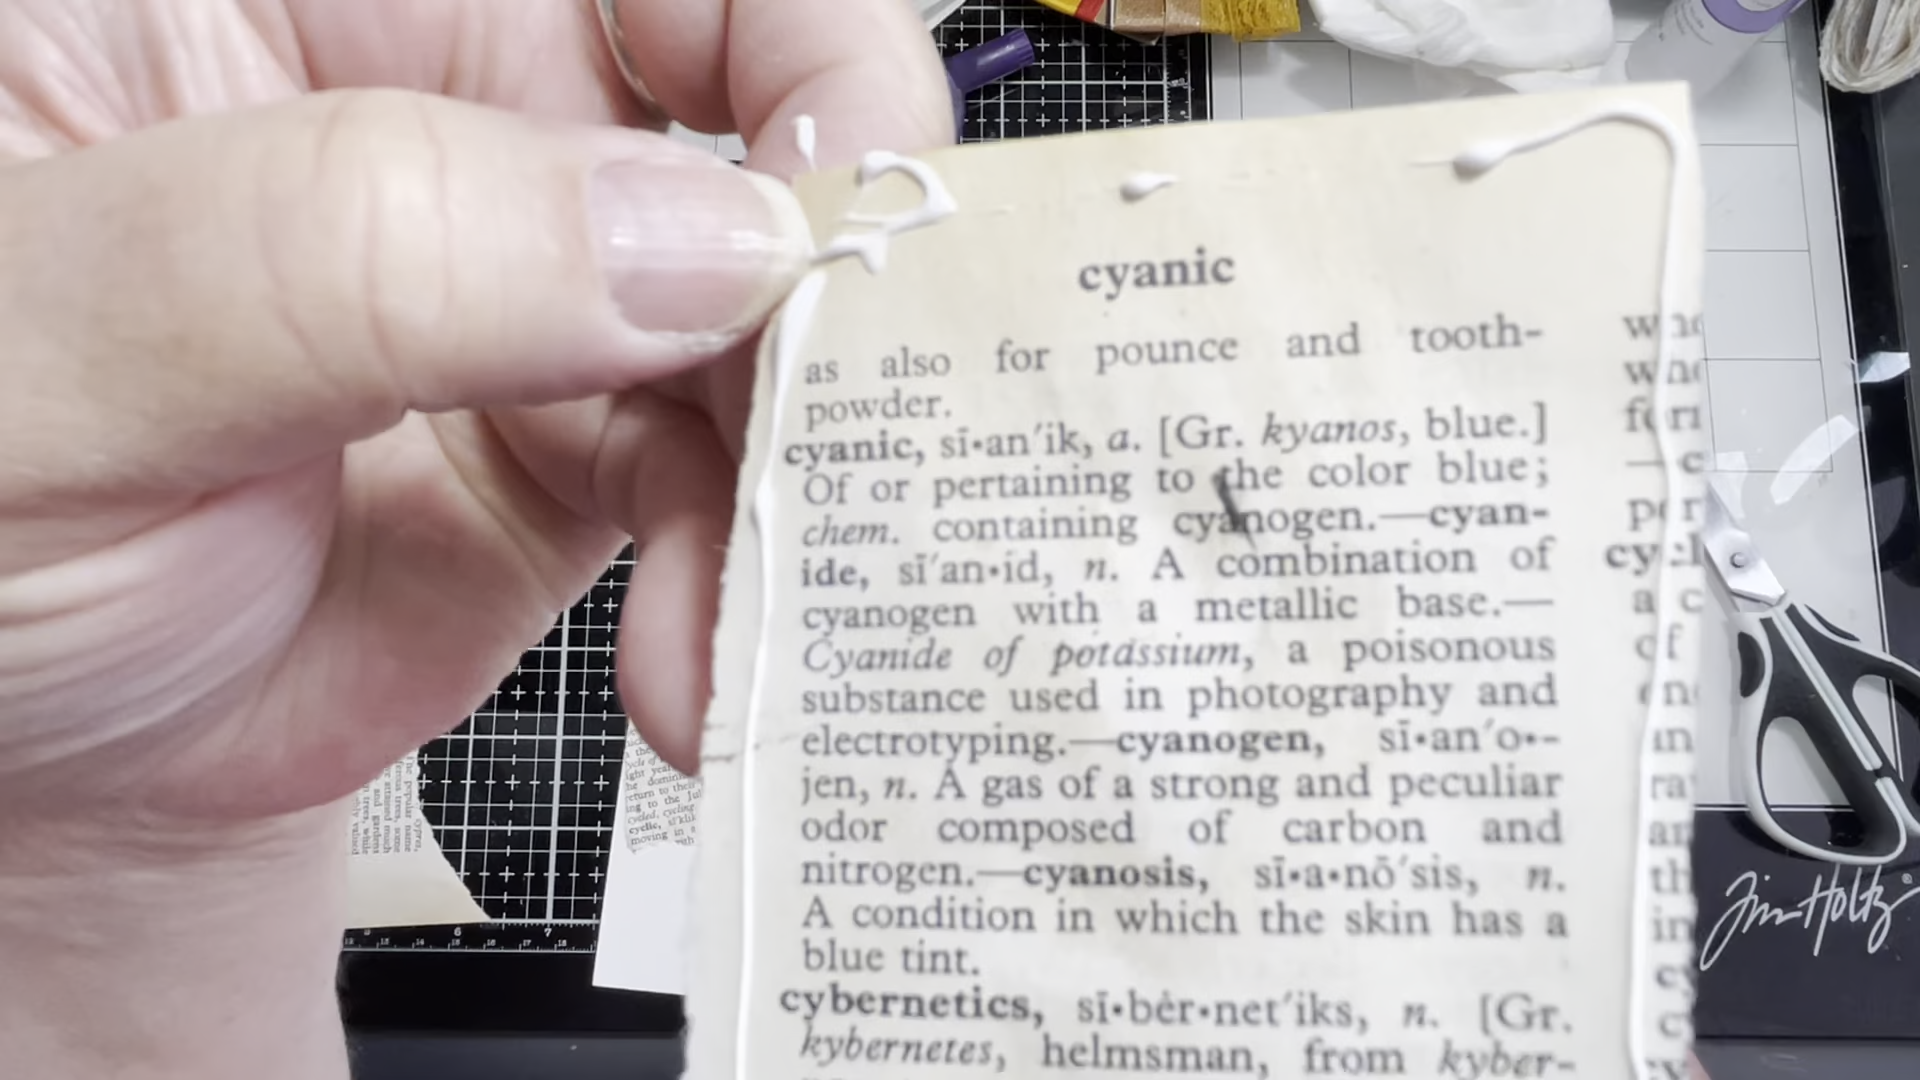 cyanic
as also for pounce and tooth-
powder.
cyanic, sī•an′ik, a. [Gr. kyanos, blue.]
Of or pertaining to the color blue;
chem. containing cyanogen.—cyan-
ide, sī′an•id, n. A combination of
cyanogen with a metallic base.—
Cyanide of potassium, a poisonous
substance used in photography and
electrotyping.—cyanogen, sī•an′o•-
jen, n. A gas of a strong and peculiar
odor composed of carbon and
nitrogen.—cyanosis, sī•a•nō′sis, n.
A condition in which the skin has a
blue tint.
cybernetics, sī•bėr•net′iks, n. [Gr.
kybernetes, helmsman, from kyber-
of
in
Tim Holtz®